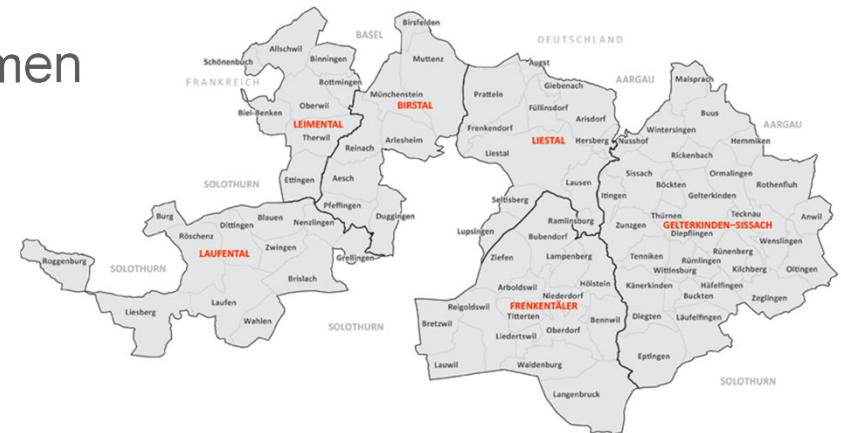 men
BASEL
DEUTSCHLAND
FRANKREICH
AARGAU
AARGAU
SOLOTHURN
SOLOTHURN
SOLOTHURN
SOLOTHURN
LEIMENTAL
Schönenbuch
Allschwil
Binningen
Bottmingen
Oberwil
Biel-Benken
Therwil
Ettingen
BIRSTAL
Birsfelden
Muttenz
Münchenstein
Arlesheim
Reinach
Aesch
Pfeffingen
Duggingen
Grellingen
LAUFENTAL
Burg
Röschenz
Dittingen
Blauen
Nenzlingen
Zwingen
Brislach
Roggenburg
Liesberg
Laufen
Wahlen
LIESTAL
Augst
Pratteln
Giebenach
Füllinsdorf
Arisdorf
Frenkendorf
Hersberg
Liestal
Lausen
Seltisberg
Lupsingen
Ramlinsburg
FRENKENTÄLER
Bubendorf
Ziefen
Lampenberg
Arboldswil
Hölstein
Niederdorf
Reigoldswil
Titterten
Bretzwil
Oberdorf
Bennwil
Liedertswil
Lauwil
Waldenburg
Langenbruck
GELTERKINDEN–SISSACH
Maisprach
Buus
Wintersingen
Nusshof
Hemmiken
Rickenbach
Sissach
Ormalingen
Böckten
Rothenfluh
Itingen
Gelterkinden
Thürnen
Tecknau
Anwil
Zunzgen
Diepflingen
Wenslingen
Tenniken
Rünenberg
Rümlingen
Wittinsburg
Kilchberg
Oltingen
Känerkinden
Häfelfingen
Buckten
Zeglingen
Diegten
Läufelfingen
Eptingen